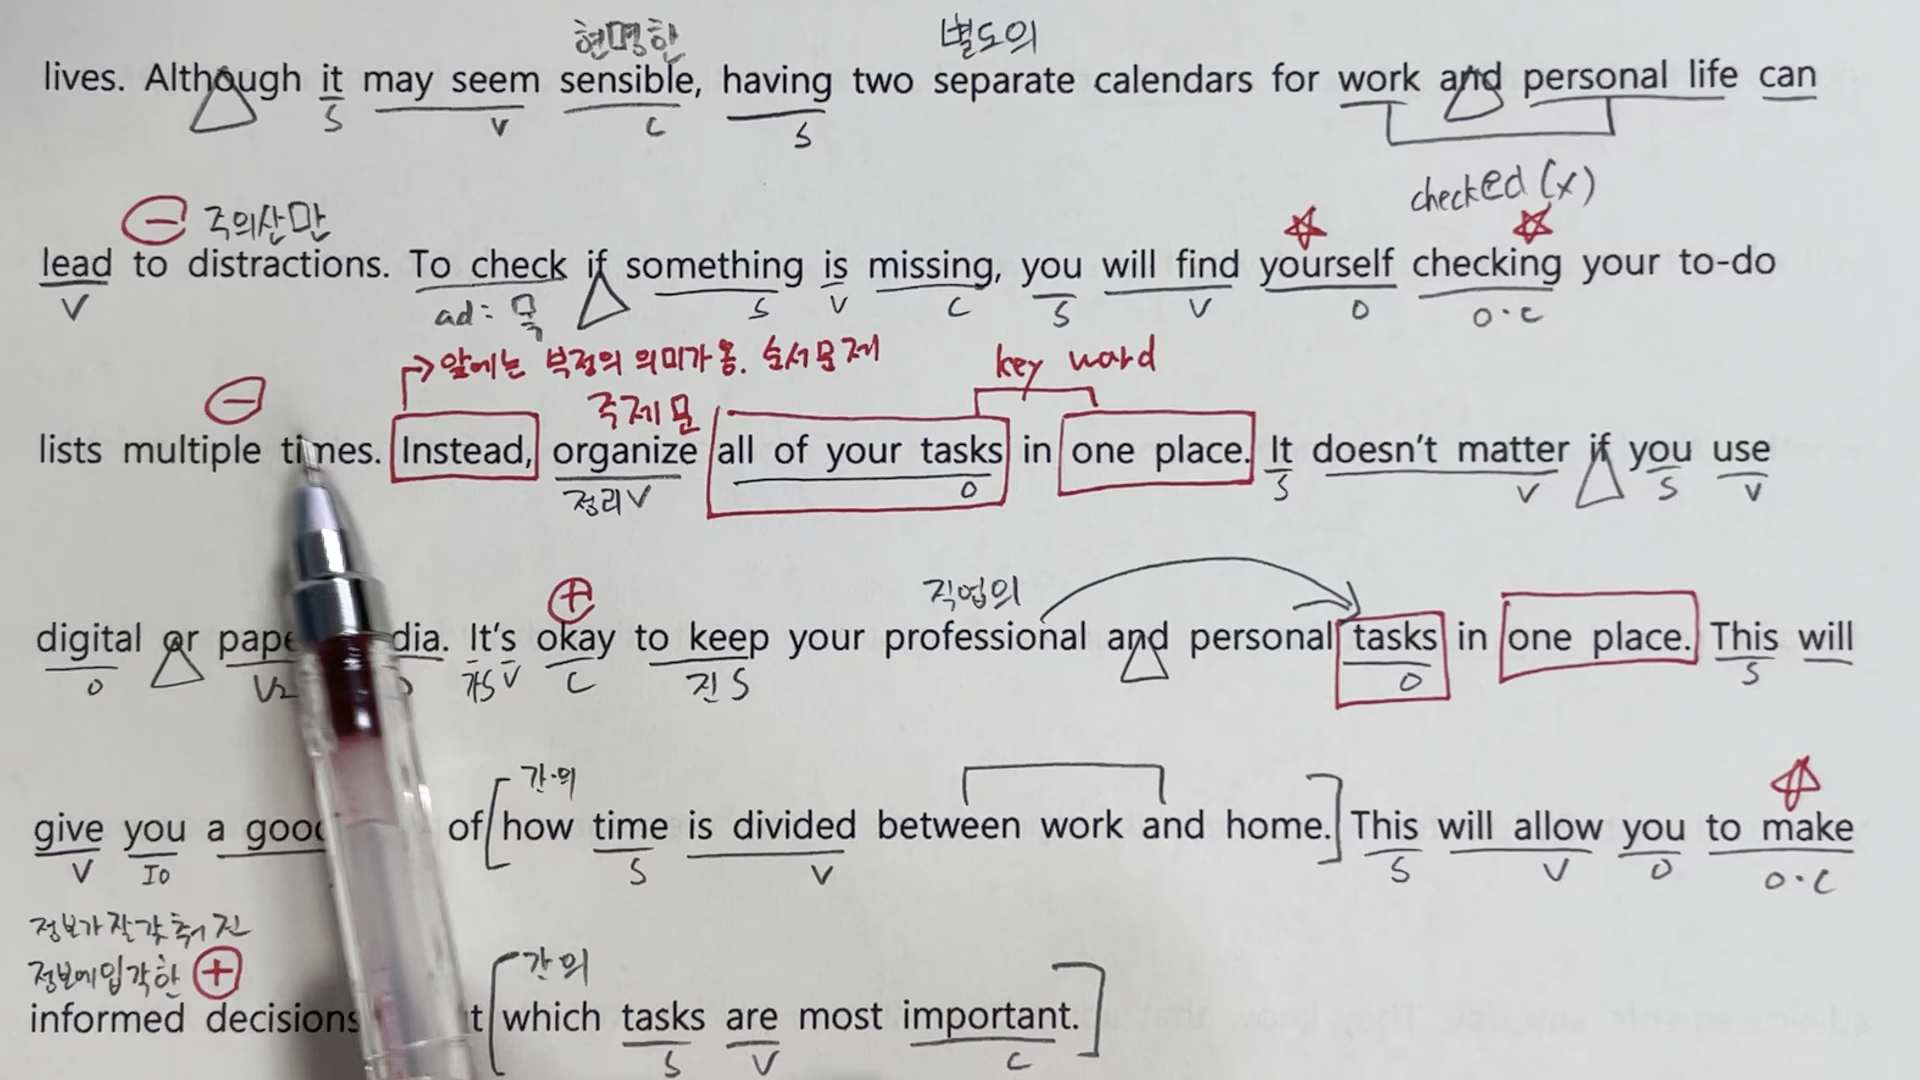 현명한 별도의
lives. Although it may seem sensible, having two separate calendars for work and personal life can
S V C S
checked (x)
주의산만
lead to distractions. To check if something is missing, you will find yourself checking your to-do
V ad: S V C S V O O.C
→ 앞에는 부정의 의미가 옴. 순서문제 key word
주제문
lists multiple times. Instead, organize all of your tasks in one place. It doesn't matter if you use
정리V O S V S V
직업의
digital or It's okay to keep your professional and personal tasks in one place. This will
O V2 가S V C 진S O S
간·의
give you a of how time is divided between work and home. This will allow you to make
V IO S V S V O O.C
정보가 잘 갖춰진 간의
정보에 입각한
informed decisions which tasks are most important.
S V C